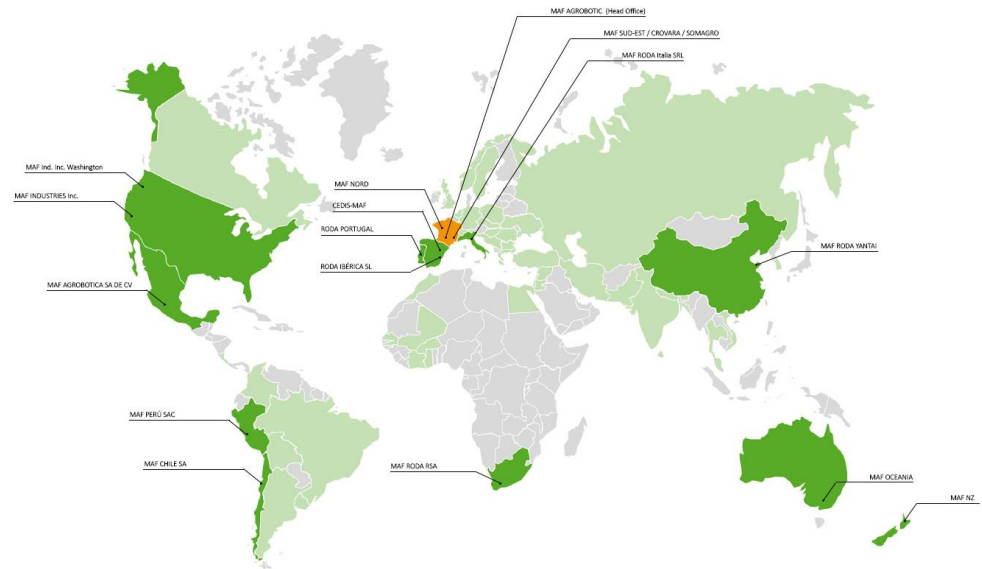 MAF AGROBOTIC (Head Office)
MAF SUD-EST / CROVARA / SOMAGRO
MAF RODA Italia SRL
MAF Ind. Inc. Washington
MAF NORD
MAF INDUSTRIES Inc.
CEDIS-MAF
RODA PORTUGAL
MAF RODA YANTAI
RODA IBÉRICA SL
MAF AGROBOTICA SA DE CV
MAF PERÚ SAC
MAF CHILE SA
MAF RODA RSA
MAF OCEANIA
MAF NZ